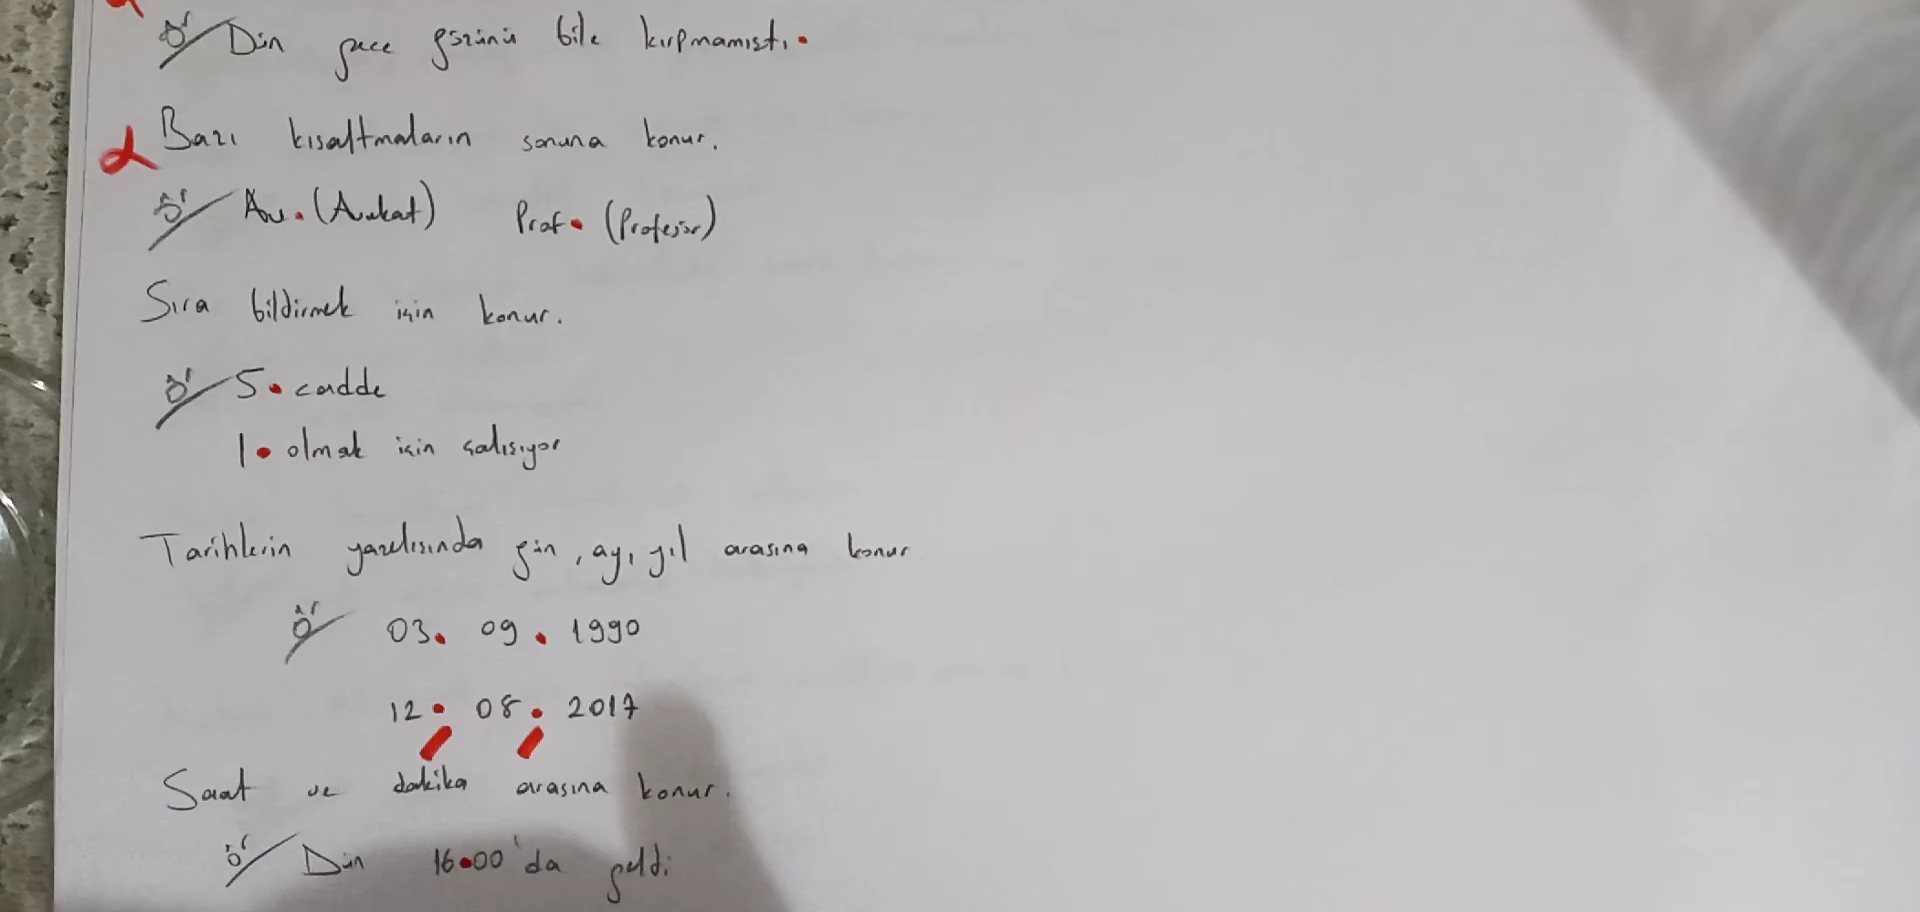 Ör/ Dün gece gözünü bile kırpmamıştı.
Bazı kısaltmaların sonuna konur.
Ör/ Av. (Avukat) Prof. (Profesör)
Sıra bildirmek için konur.
Ör/ 5. cadde
1. olmak için çalışıyor
Tarihlerin yazılışında gün, ay, yıl arasına konur
Ör/ 03. 09. 1990
12. 08. 2017
Saat ve dakika arasına konur.
Ör/ Dün 16.00'da geldi